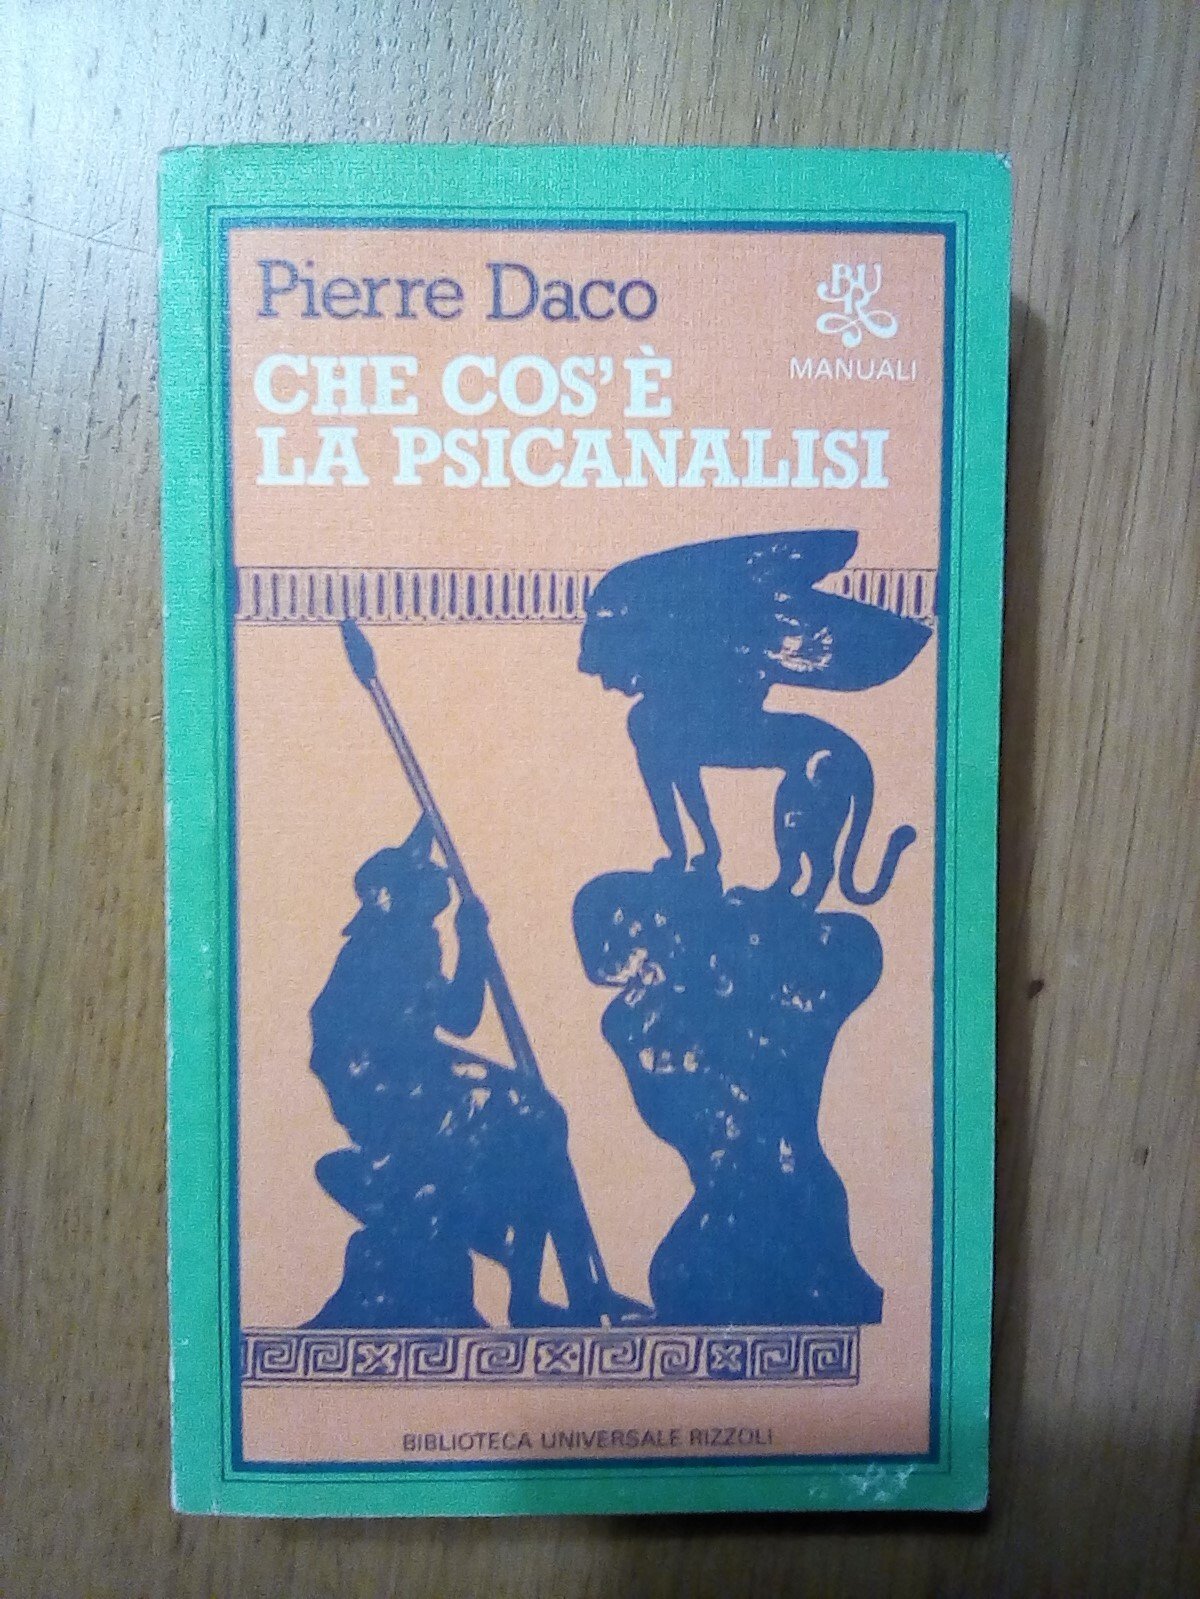 Pierre Daco
BUR
MANUALI
CHE COS'È
LA PSICANALISI
BIBLIOTECA UNIVERSALE RIZZOLI